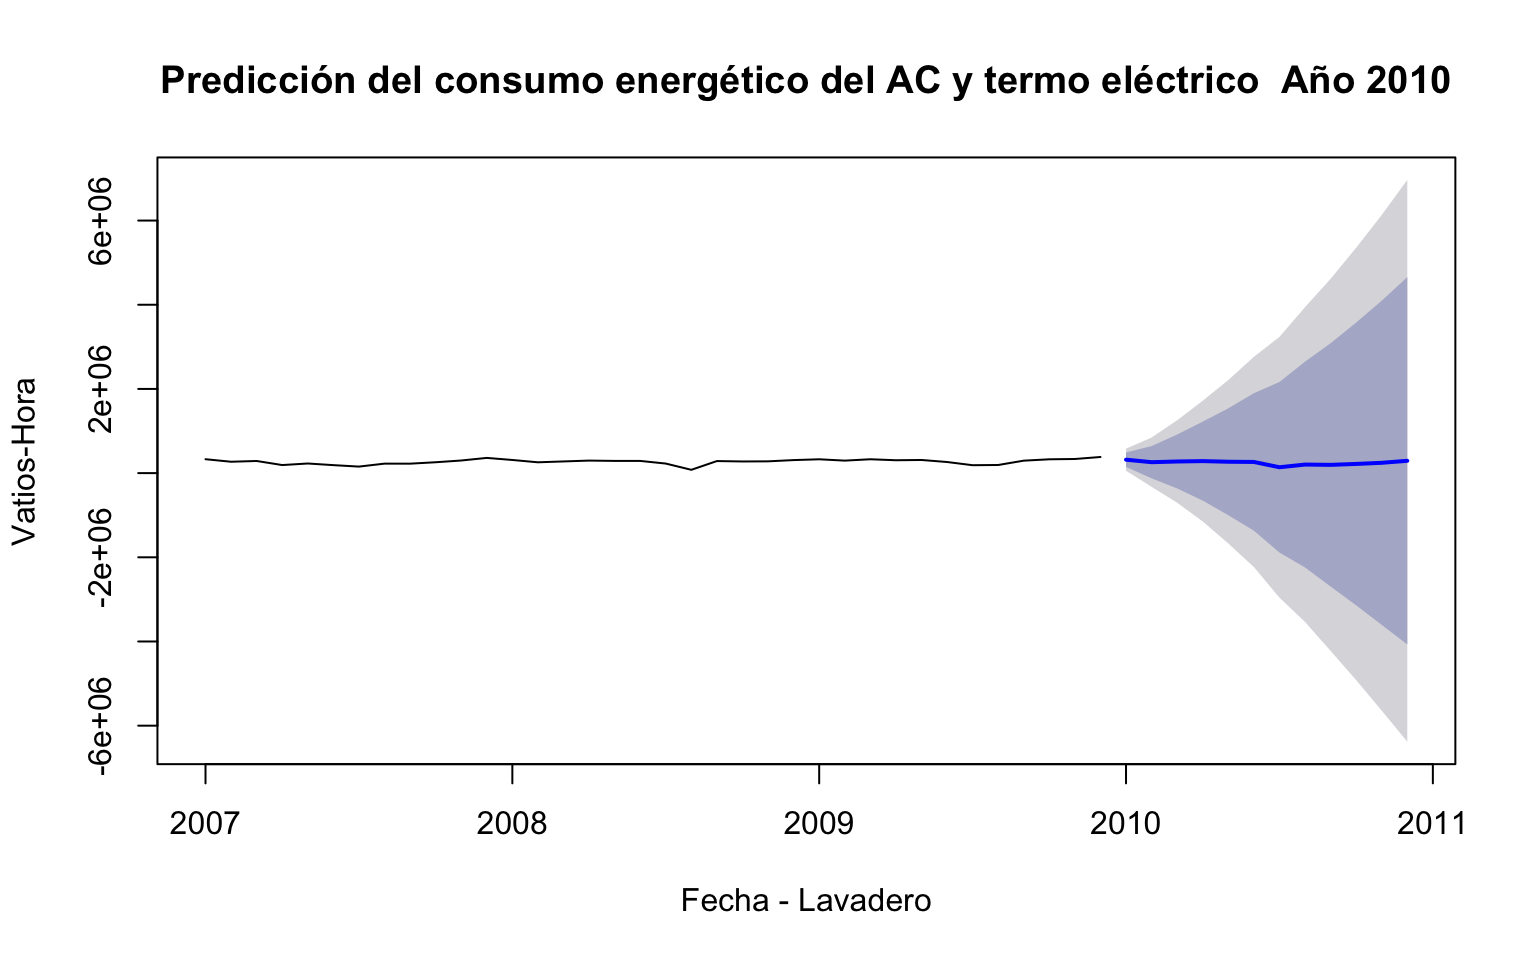 Predicción del consumo energético del AC y termo eléctrico  Año 2010
6e+06
2e+06
-2e+06
-6e+06
Vatios-Hora
2007 2008 2009 2010 2011
Fecha - Lavadero